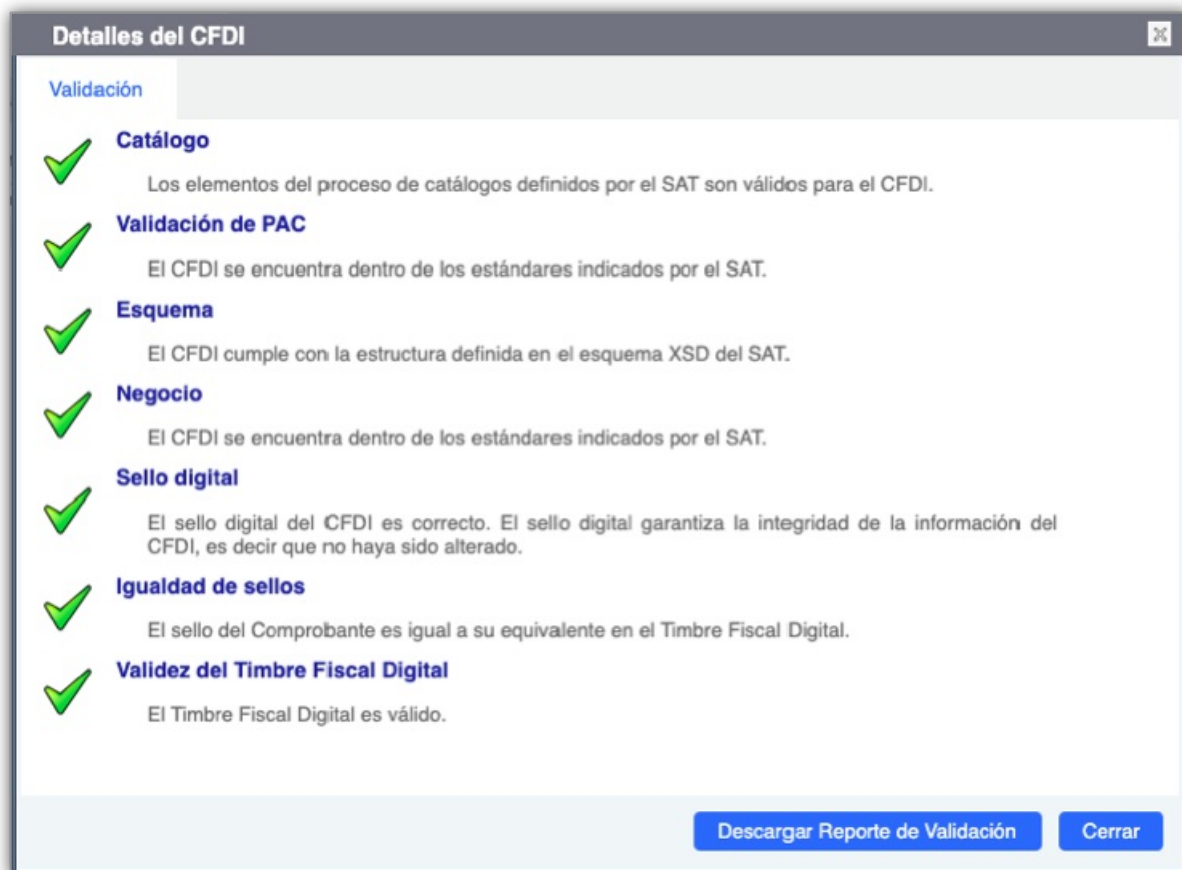 Detalles del CFDI
Validación
Catálogo
Los elementos del proceso de catálogos definidos por el SAT son válidos para el CFDI.
Validación de PAC
El CFDI se encuentra dentro de los estándares indicados por el SAT.
Esquema
El CFDI cumple con la estructura definida en el esquema XSD del SAT.
Negocio
El CFDI se encuentra dentro de los estándares indicados por el SAT.
Sello digital
El sello digital del CFDI es correcto. El sello digital garantiza la integridad de la información del
CFDI, es decir que no haya sido alterado.
Igualdad de sellos
El sello del Comprobante es igual a su equivalente en el Timbre Fiscal Digital.
Validez del Timbre Fiscal Digital
El Timbre Fiscal Digital es válido.
Descargar Reporte de Validación Cerrar